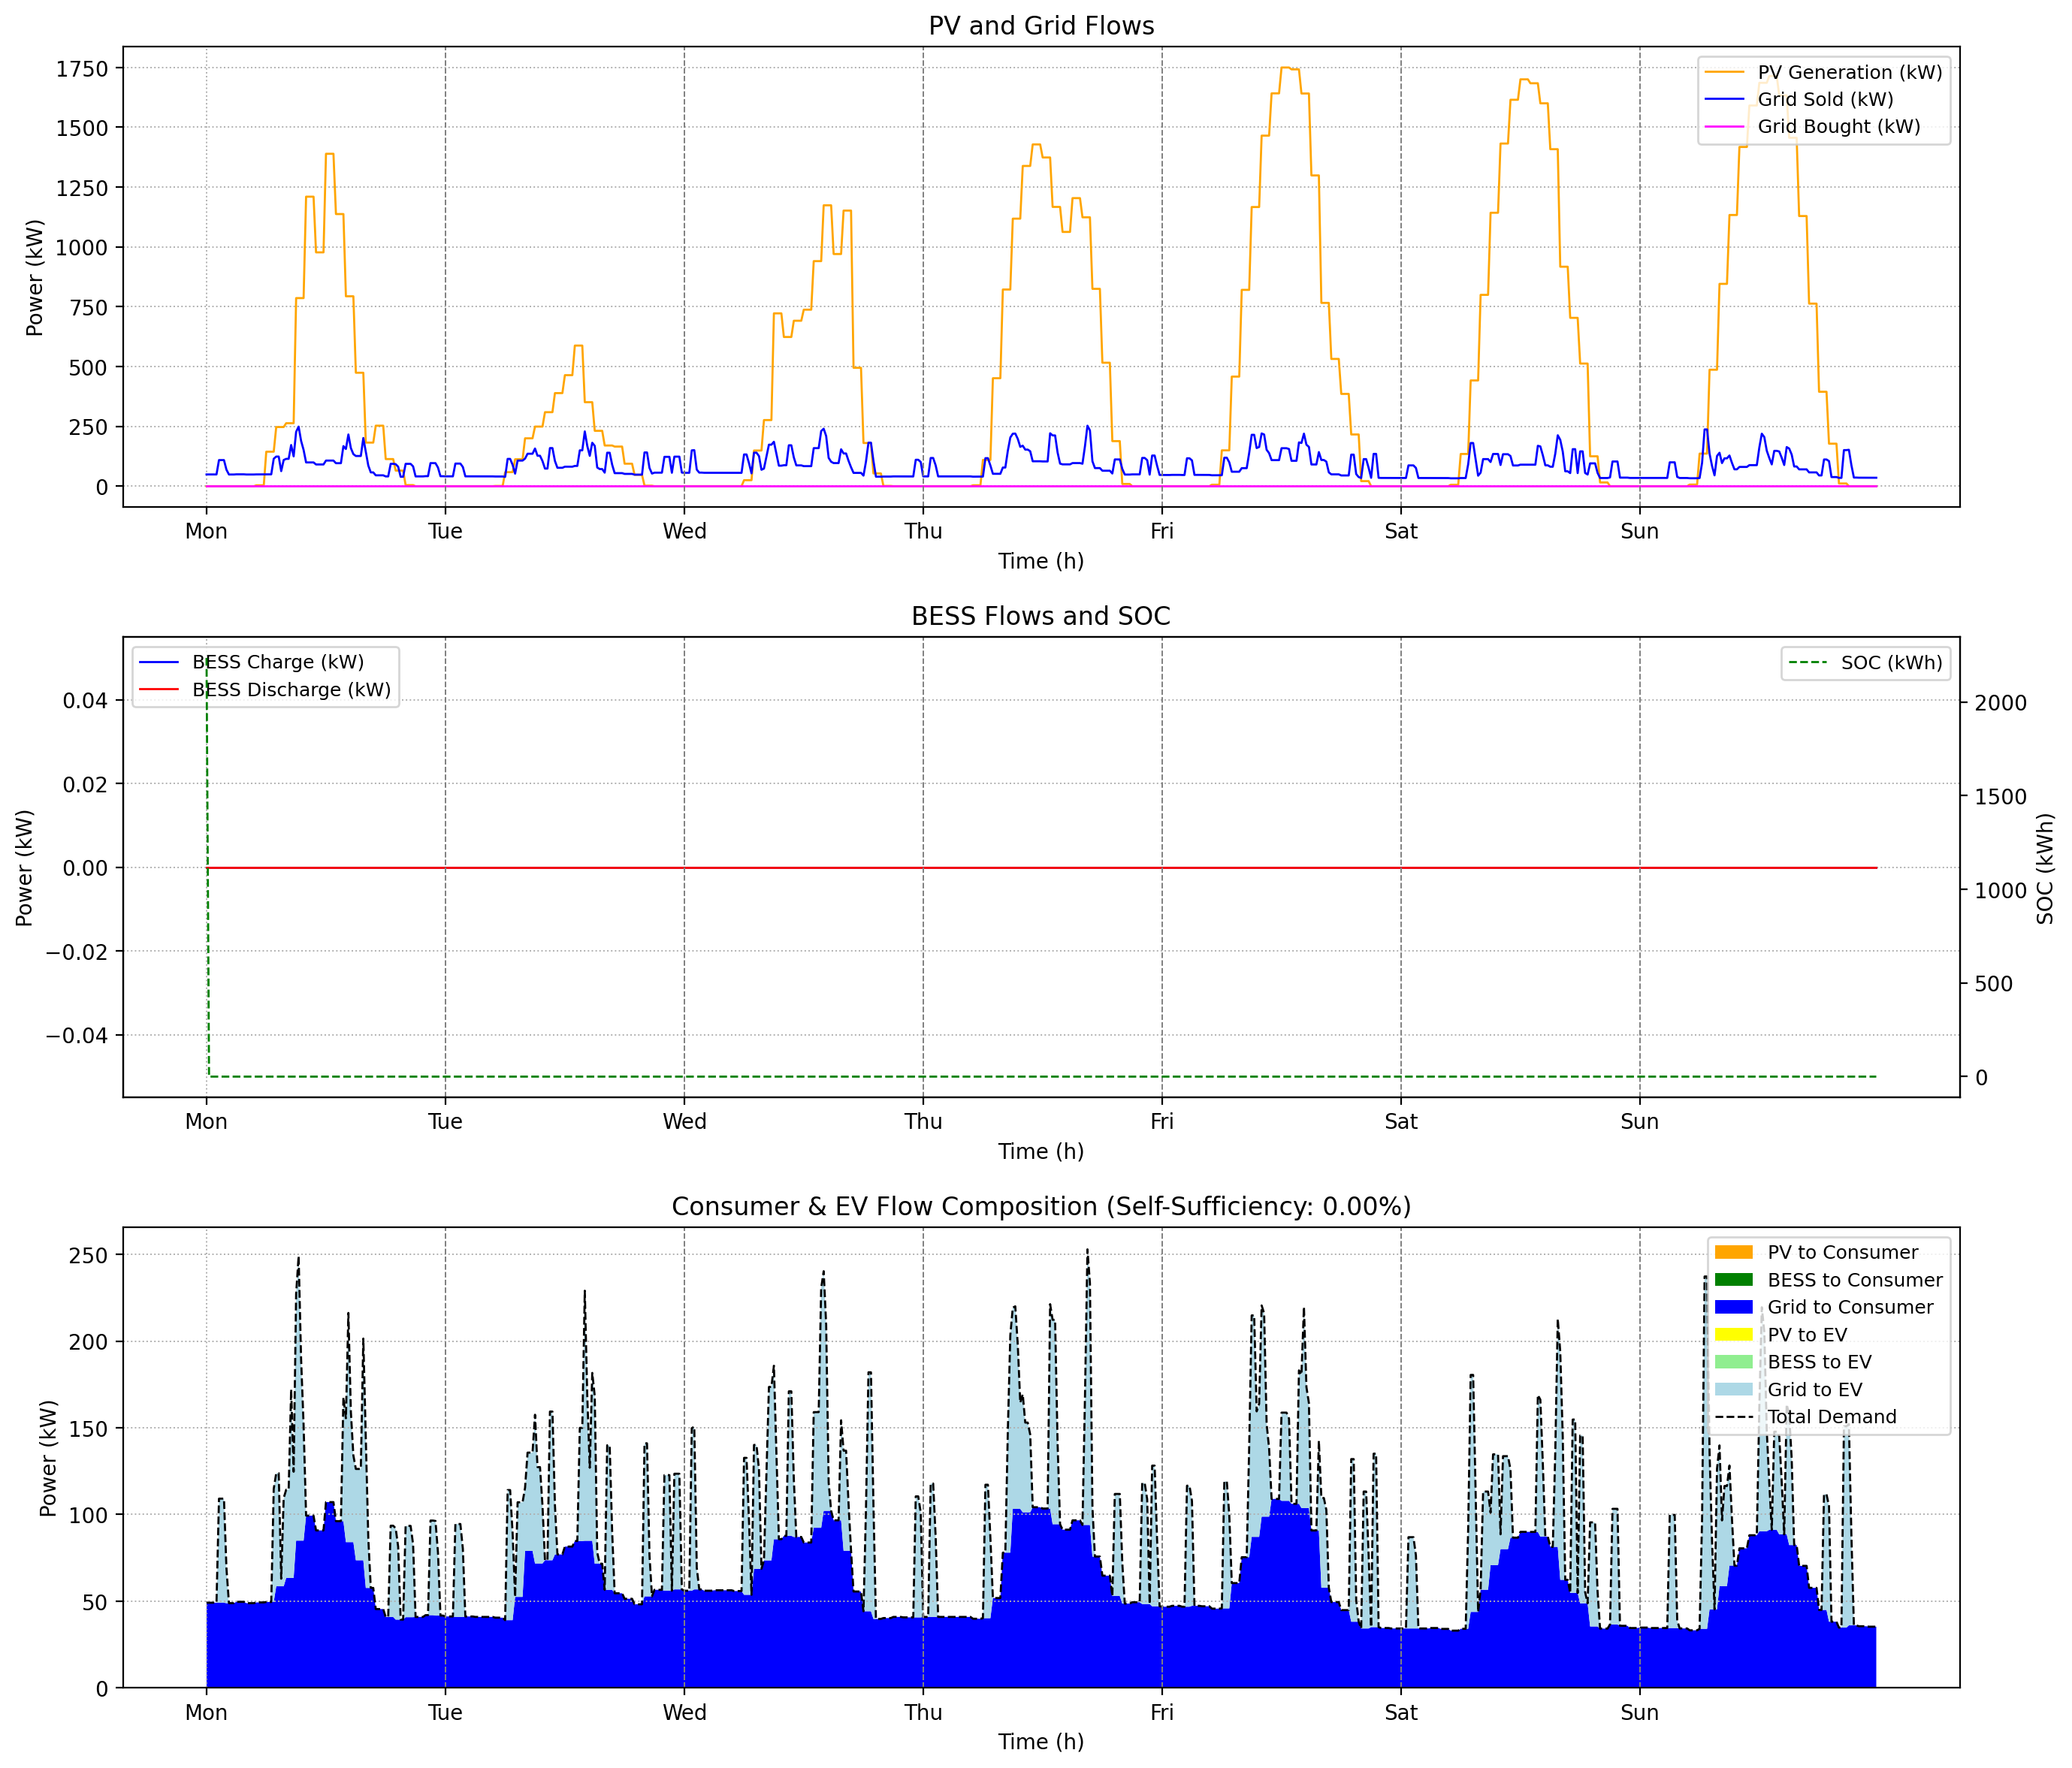 PV and Grid Flows
Power (kW)
1750
1500
1250
1000
750
500
250
0
PV Generation (kW)
Grid Sold (kW)
Grid Bought (kW)
Mon Tue Wed Thu Fri Sat Sun
Time (h)
BESS Flows and SOC
Power (kW)
0.04
0.02
0.00
−0.02
−0.04
BESS Charge (kW)
BESS Discharge (kW)
SOC (kWh)
2000
1500
1000
500
0
SOC (kWh)
Mon Tue Wed Thu Fri Sat Sun
Time (h)
Consumer & EV Flow Composition (Self-Sufficiency: 0.00%)
Power (kW)
250
200
150
100
50
0
PV to Consumer
BESS to Consumer
Grid to Consumer
PV to EV
BESS to EV
Grid to EV
Total Demand
Mon Tue Wed Thu Fri Sat Sun
Time (h)